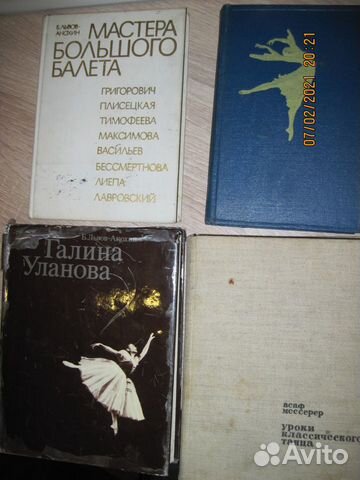 Б. ЛЬВОВ-АНОХИН
МАСТЕРА
БОЛЬШОГО
БАЛЕТА
ГРИГОРОВИЧ
ПЛИСЕЦКАЯ
ТИМОФЕЕВА
МАКСИМОВА
ВАСИЛЬЕВ
БЕССМЕРТНОВА
ЛИЕПА
ЛАВРОВСКИЙ
07/02/2021 20:21
Б. Львов-Анохин
Галина
Уланова
асаф
мессерер
уроки
классического
танца
Avito